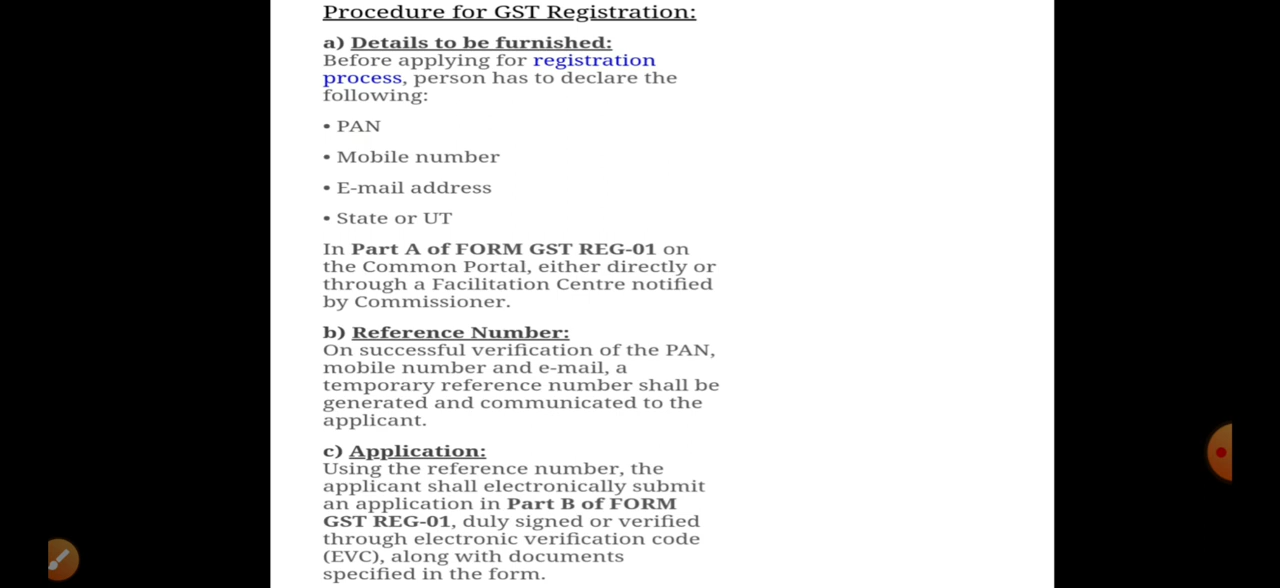 Procedure for GST Registration:
a) Details to be furnished:
Before applying for registration
process, person has to declare the
following:
• PAN
• Mobile number
• E-mail address
• State or UT
In Part A of FORM GST REG-01 on
the Common Portal, either directly or
through a Facilitation Centre notified
by Commissioner.
b) Reference Number:
On successful verification of the PAN,
mobile number and e-mail, a
temporary reference number shall be
generated and communicated to the
applicant.
c) Application:
Using the reference number, the
applicant shall electronically submit
an application in Part B of FORM
GST REG-01, duly signed or verified
through electronic verification code
(EVC), along with documents
specified in the form.